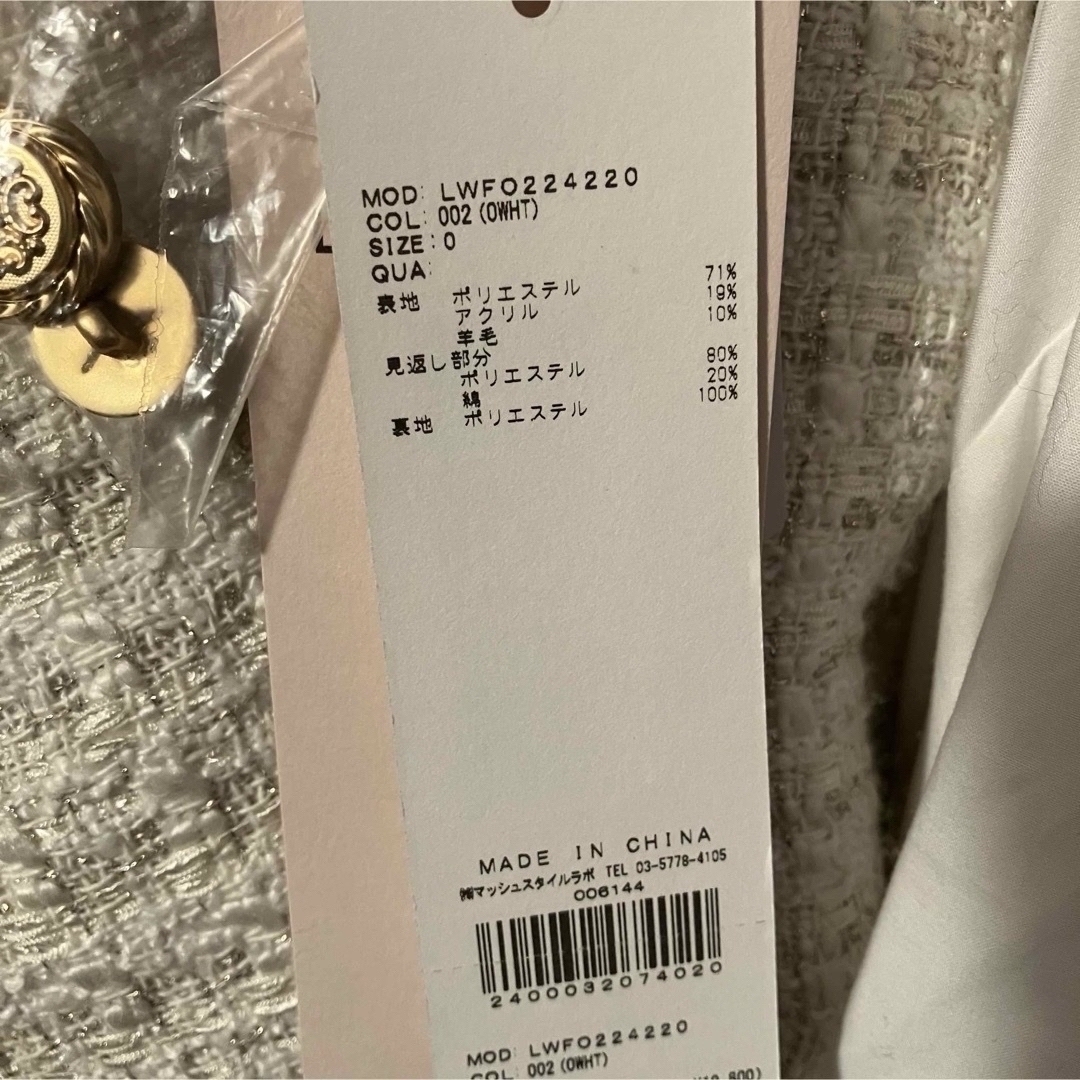 MOD: LWFO224220
COL: 002(OWHT)
SIZE: 0
QUA:
表地 ポリエステル 71%
アクリル 19%
羊毛 10%
見返し部分
ポリエステル 80%
綿 20%
裏地 ポリエステル 100%
MADE IN CHINA
㈱マッシュスタイルラボ TEL 03-5778-4105
006144
2400032074020
MOD: LWFO224220
COL: 002(OWHT)